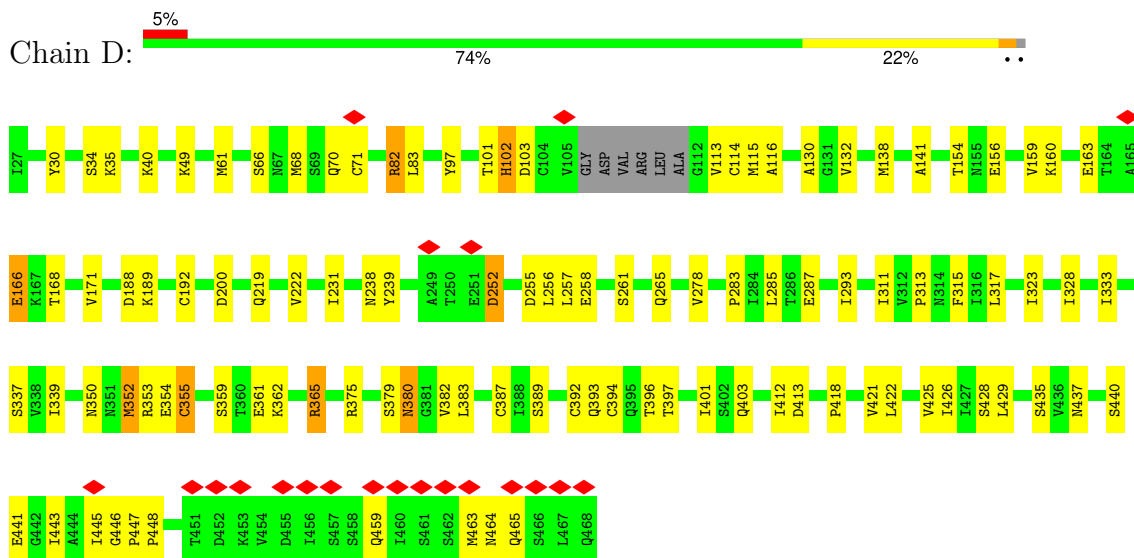 5%
Chain D:
74% 22% • •
I27 Y30 S34 K35 K40 K49 M61 S66 N67 M68 S69 Q70 C71 R82 L83 Y97 T101 H102 D103 C104 V105 GLY ASP VAL ARG LEU ALA G112 V113 C114 M115 A116 A130 G131 V132 M138 A141 T154 N155 E156 V159 K160 E163 T164 A165
E166 K167 T168 V171 D188 K189 C192 D200 Q219 V222 I231 N238 Y239 A249 T250 E251 D252 D255 L256 L257 E258 S261 Q265 V278 P283 I284 L285 T286 E287 I293 I311 V312 P313 N314 F315 I316 L317 I323 I328 I333
S337 V338 I339 N350 N351 M352 R353 E354 C355 S359 T360 E361 K362 R365 R375 S379 N380 G381 V382 L383 C387 I388 S389 C392 Q393 C394 Q395 T396 T397 I401 S402 Q403 I412 D413 P418 V421 L422 V425 I426 I427 S428 L429 S435 V436 N437 S440
E441 G442 I443 A444 I445 G446 P447 P448 T451 D452 K453 V454 D455 I456 S457 S458 Q459 I460 S461 S462 M463 N464 Q465 S466 L467 Q468